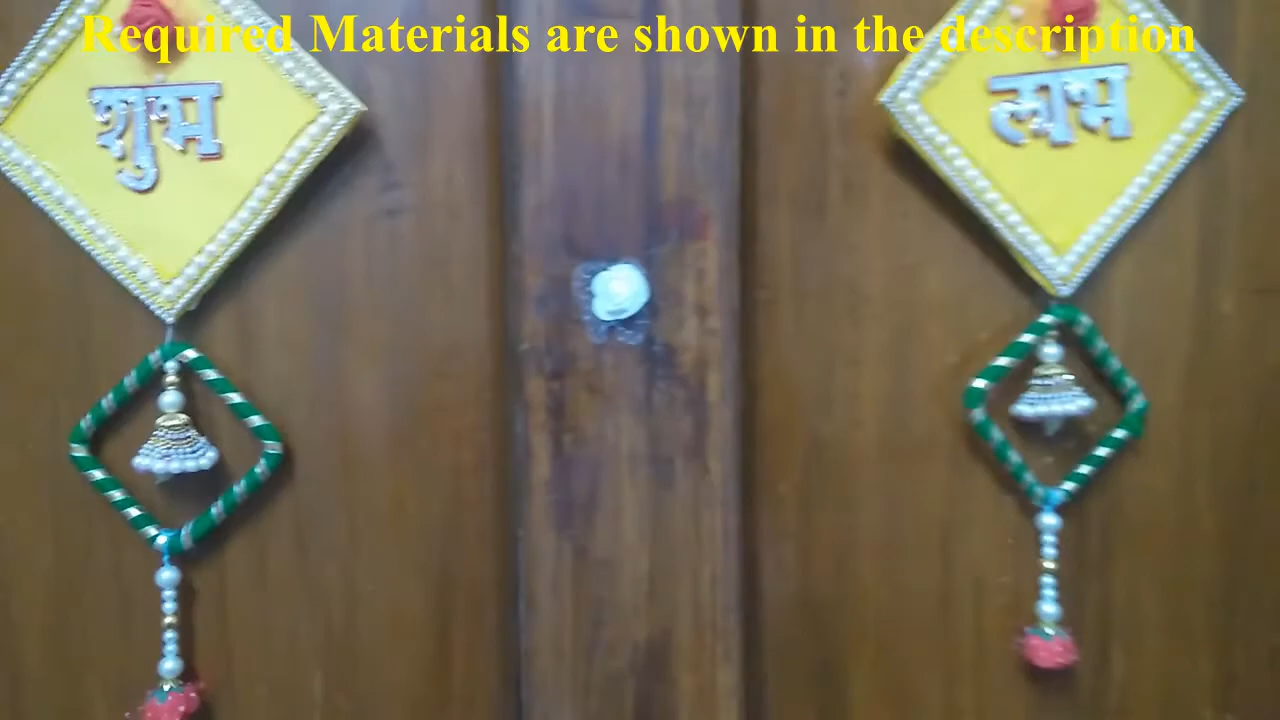 Required Materials are shown in the description
शुभ
लाभ